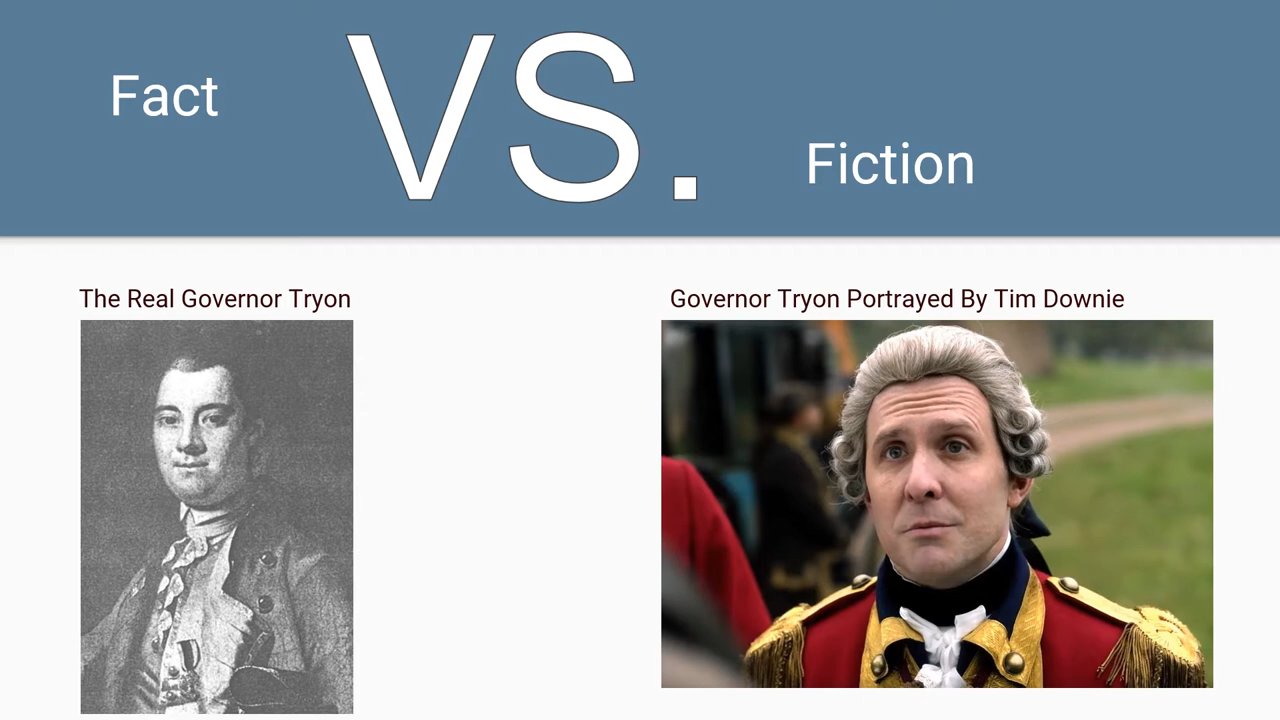 Fact
VS.
Fiction
The Real Governor Tryon
Governor Tryon Portrayed By Tim Downie